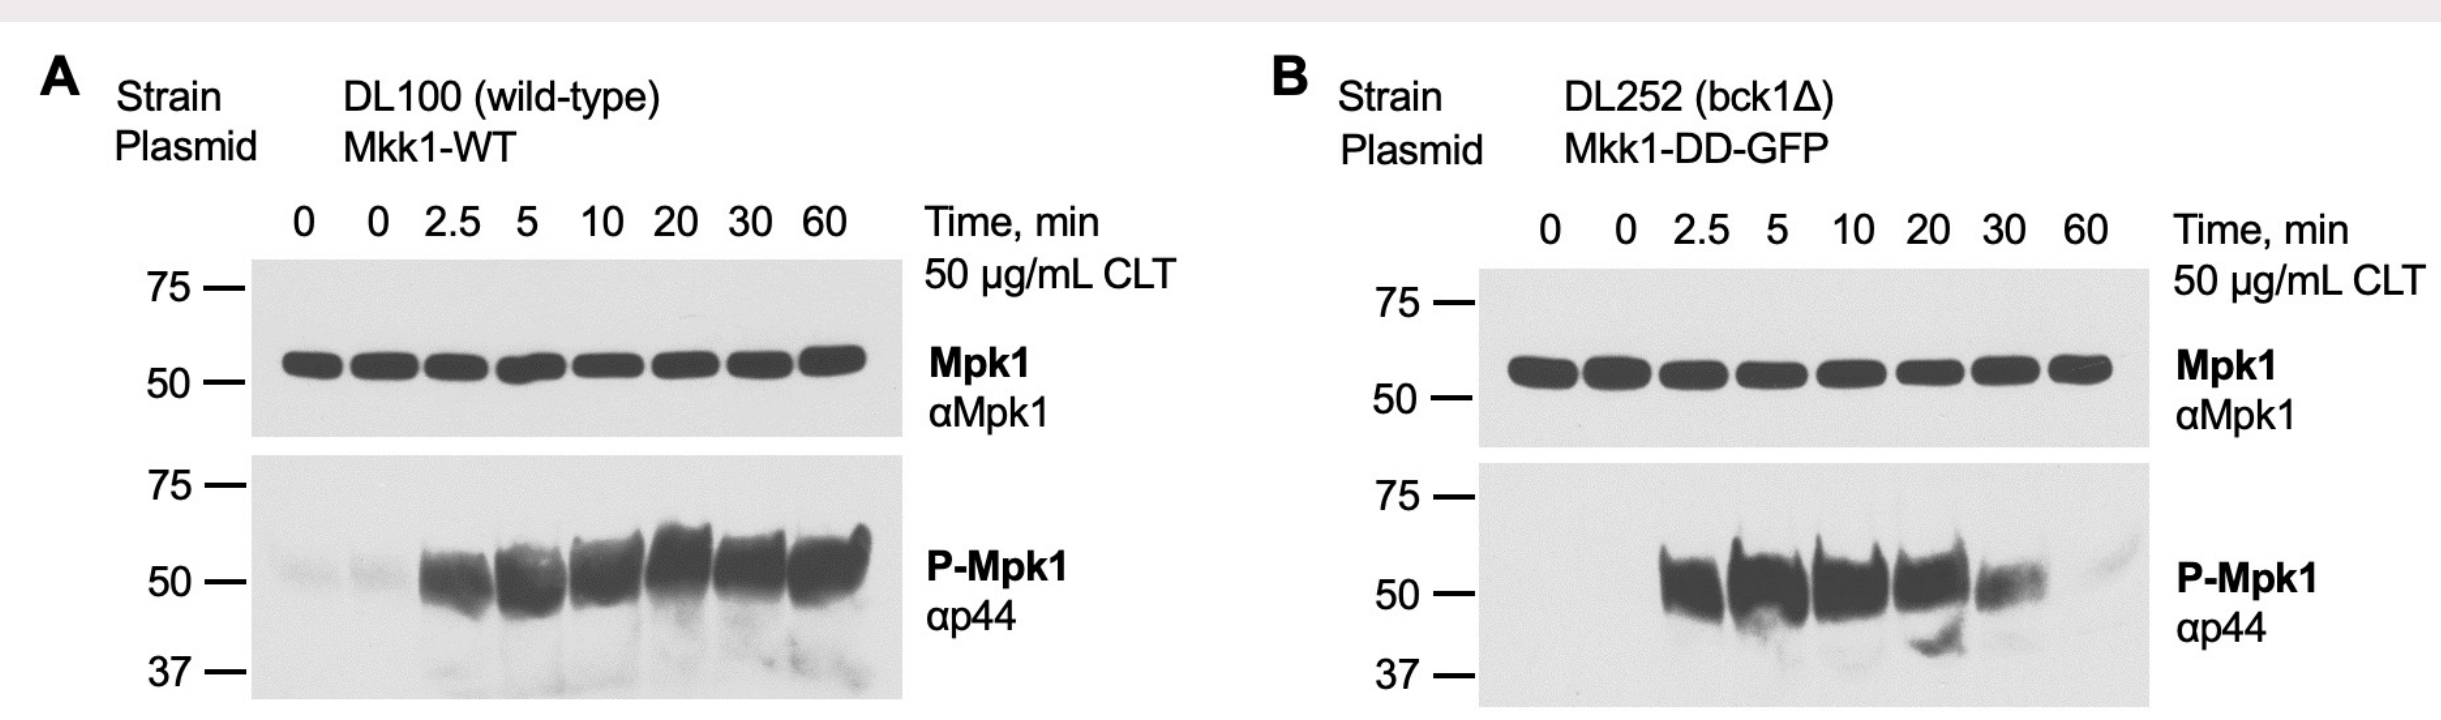 A
Strain DL100 (wild-type)
Plasmid Mkk1-WT
0 0 2.5 5 10 20 30 60 Time, min
50 µg/mL CLT
75
50
Mpk1
αMpk1
75
50
37
P-Mpk1
αp44
B
Strain DL252 (bck1Δ)
Plasmid Mkk1-DD-GFP
0 0 2.5 5 10 20 30 60 Time, min
50 µg/mL CLT
75
50
Mpk1
αMpk1
75
50
37
P-Mpk1
αp44